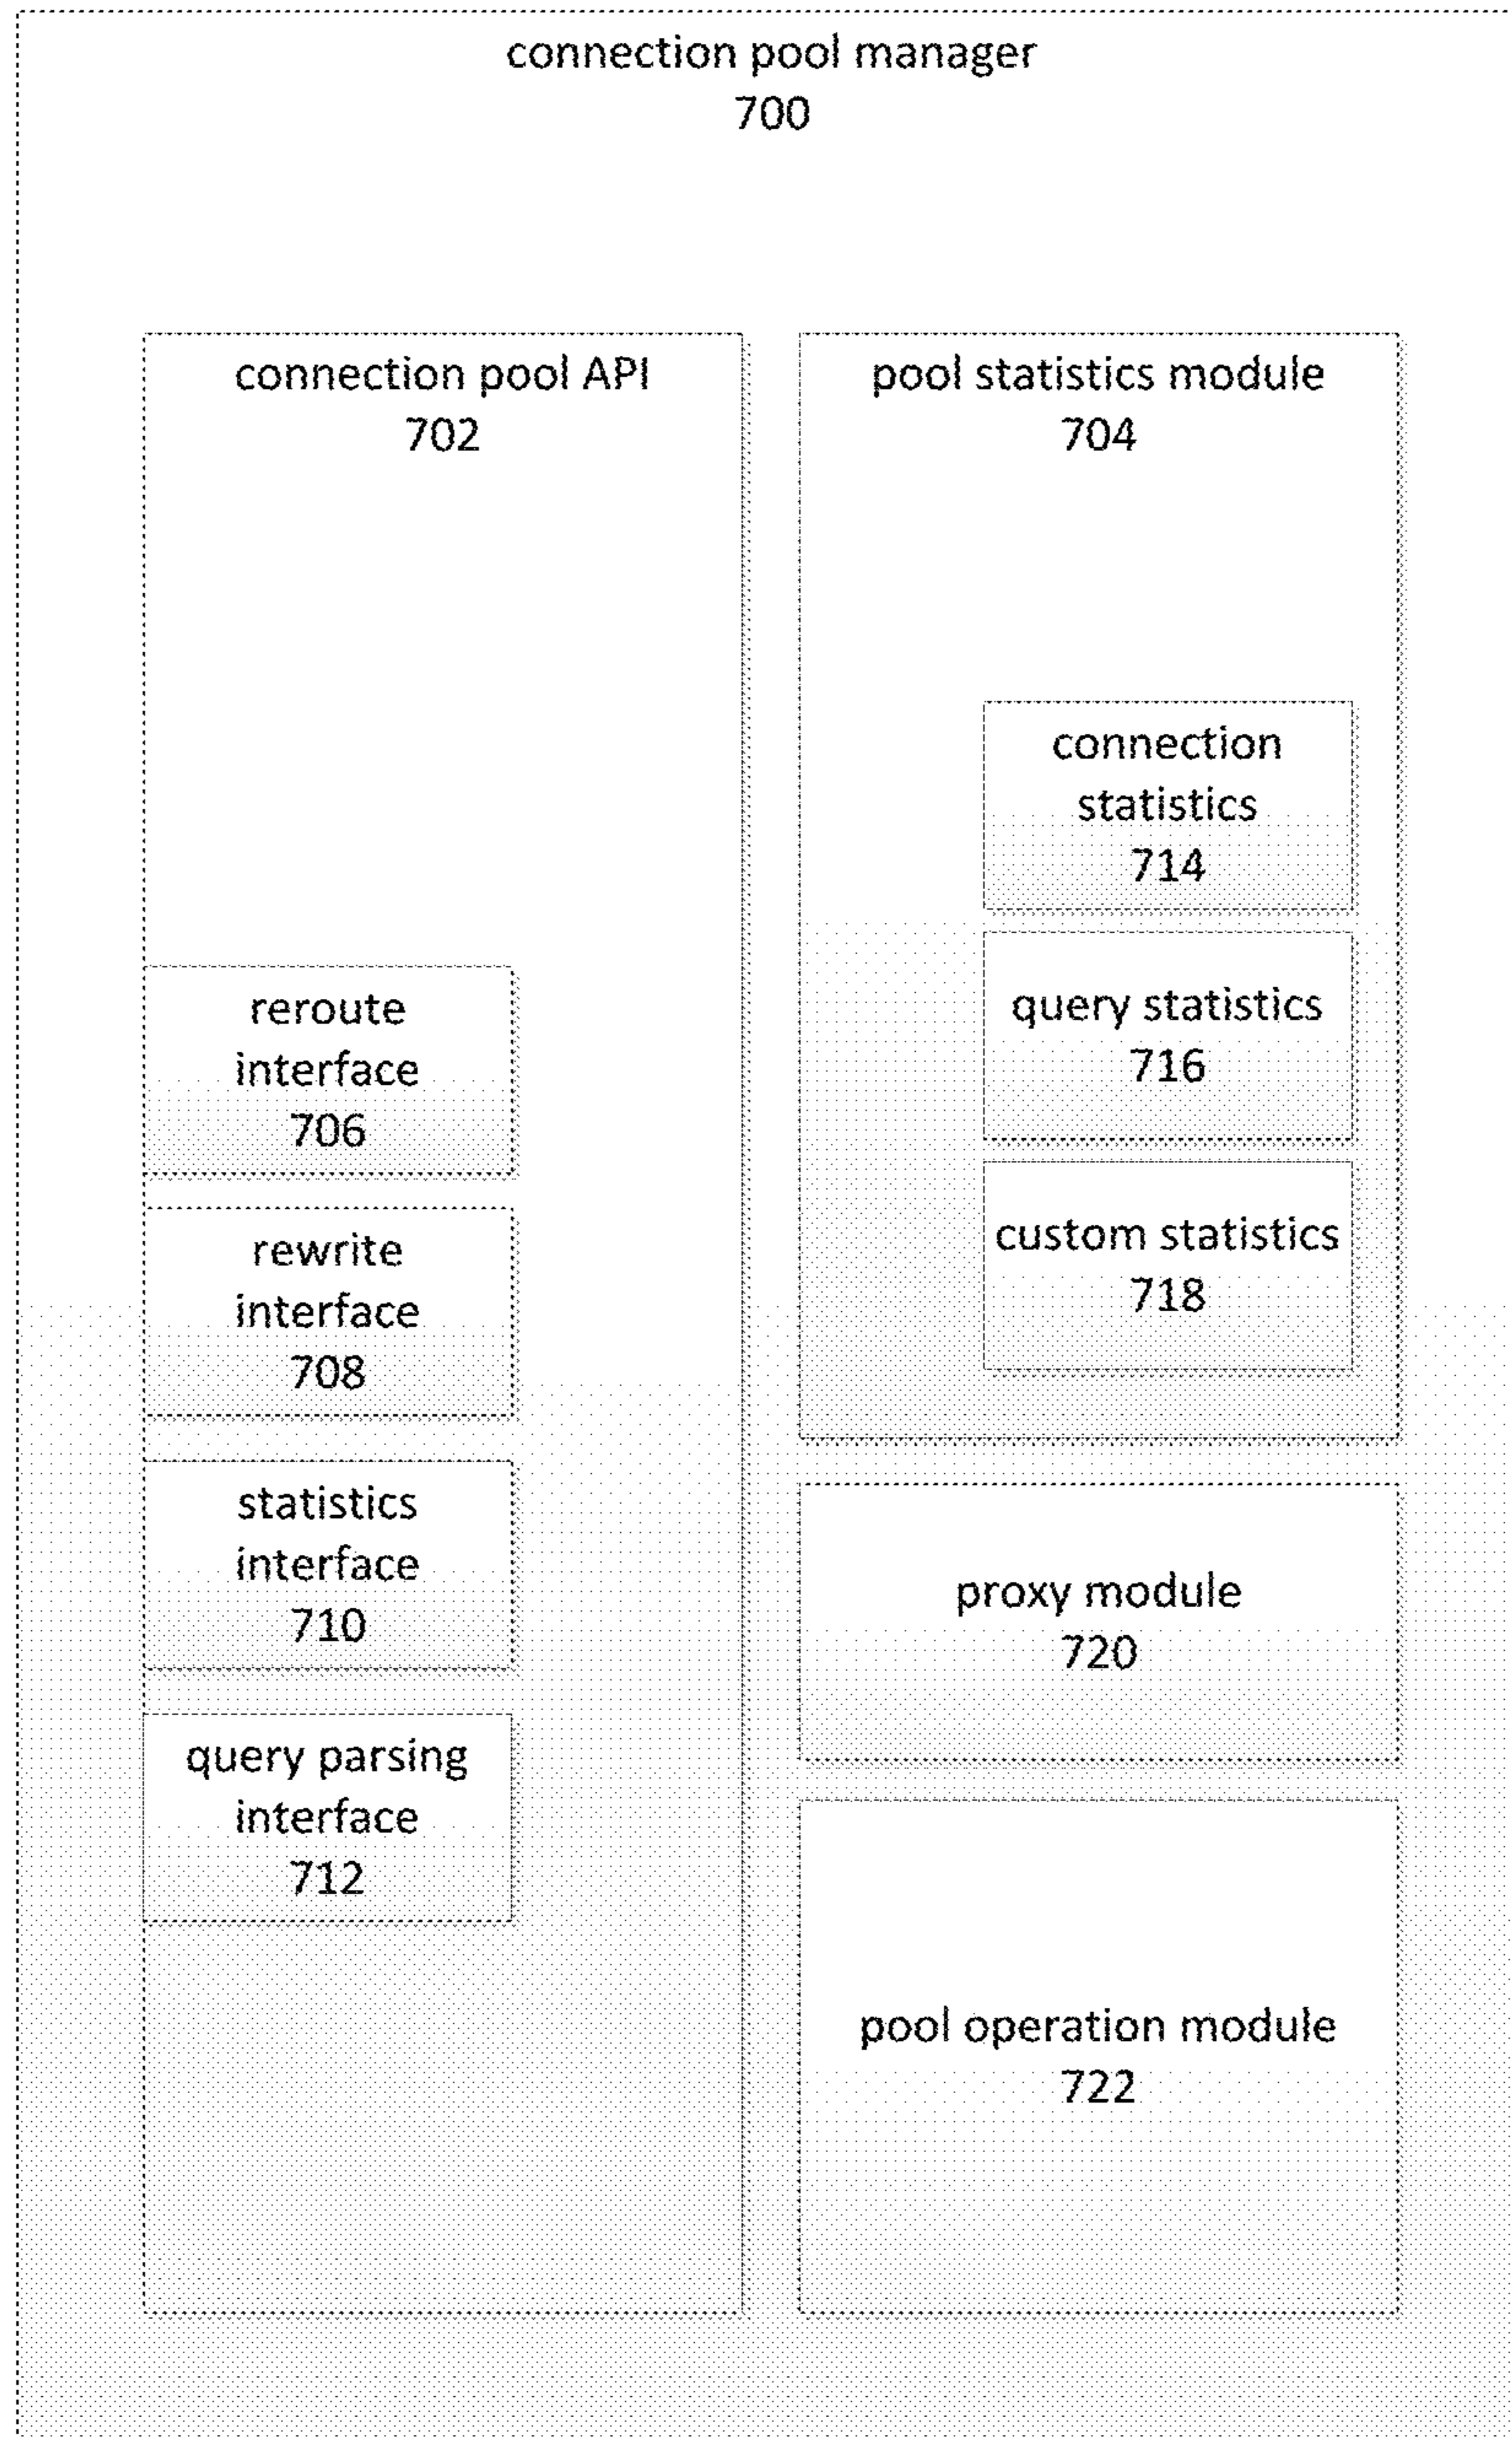 connection pool manager
700
connection pool API
702
reroute
interface
706
rewrite
interface
708
statistics
interface
710
query parsing
interface
712
pool statistics module
704
connection
statistics
714
query statistics
716
custom statistics
718
proxy module
720
pool operation module
722